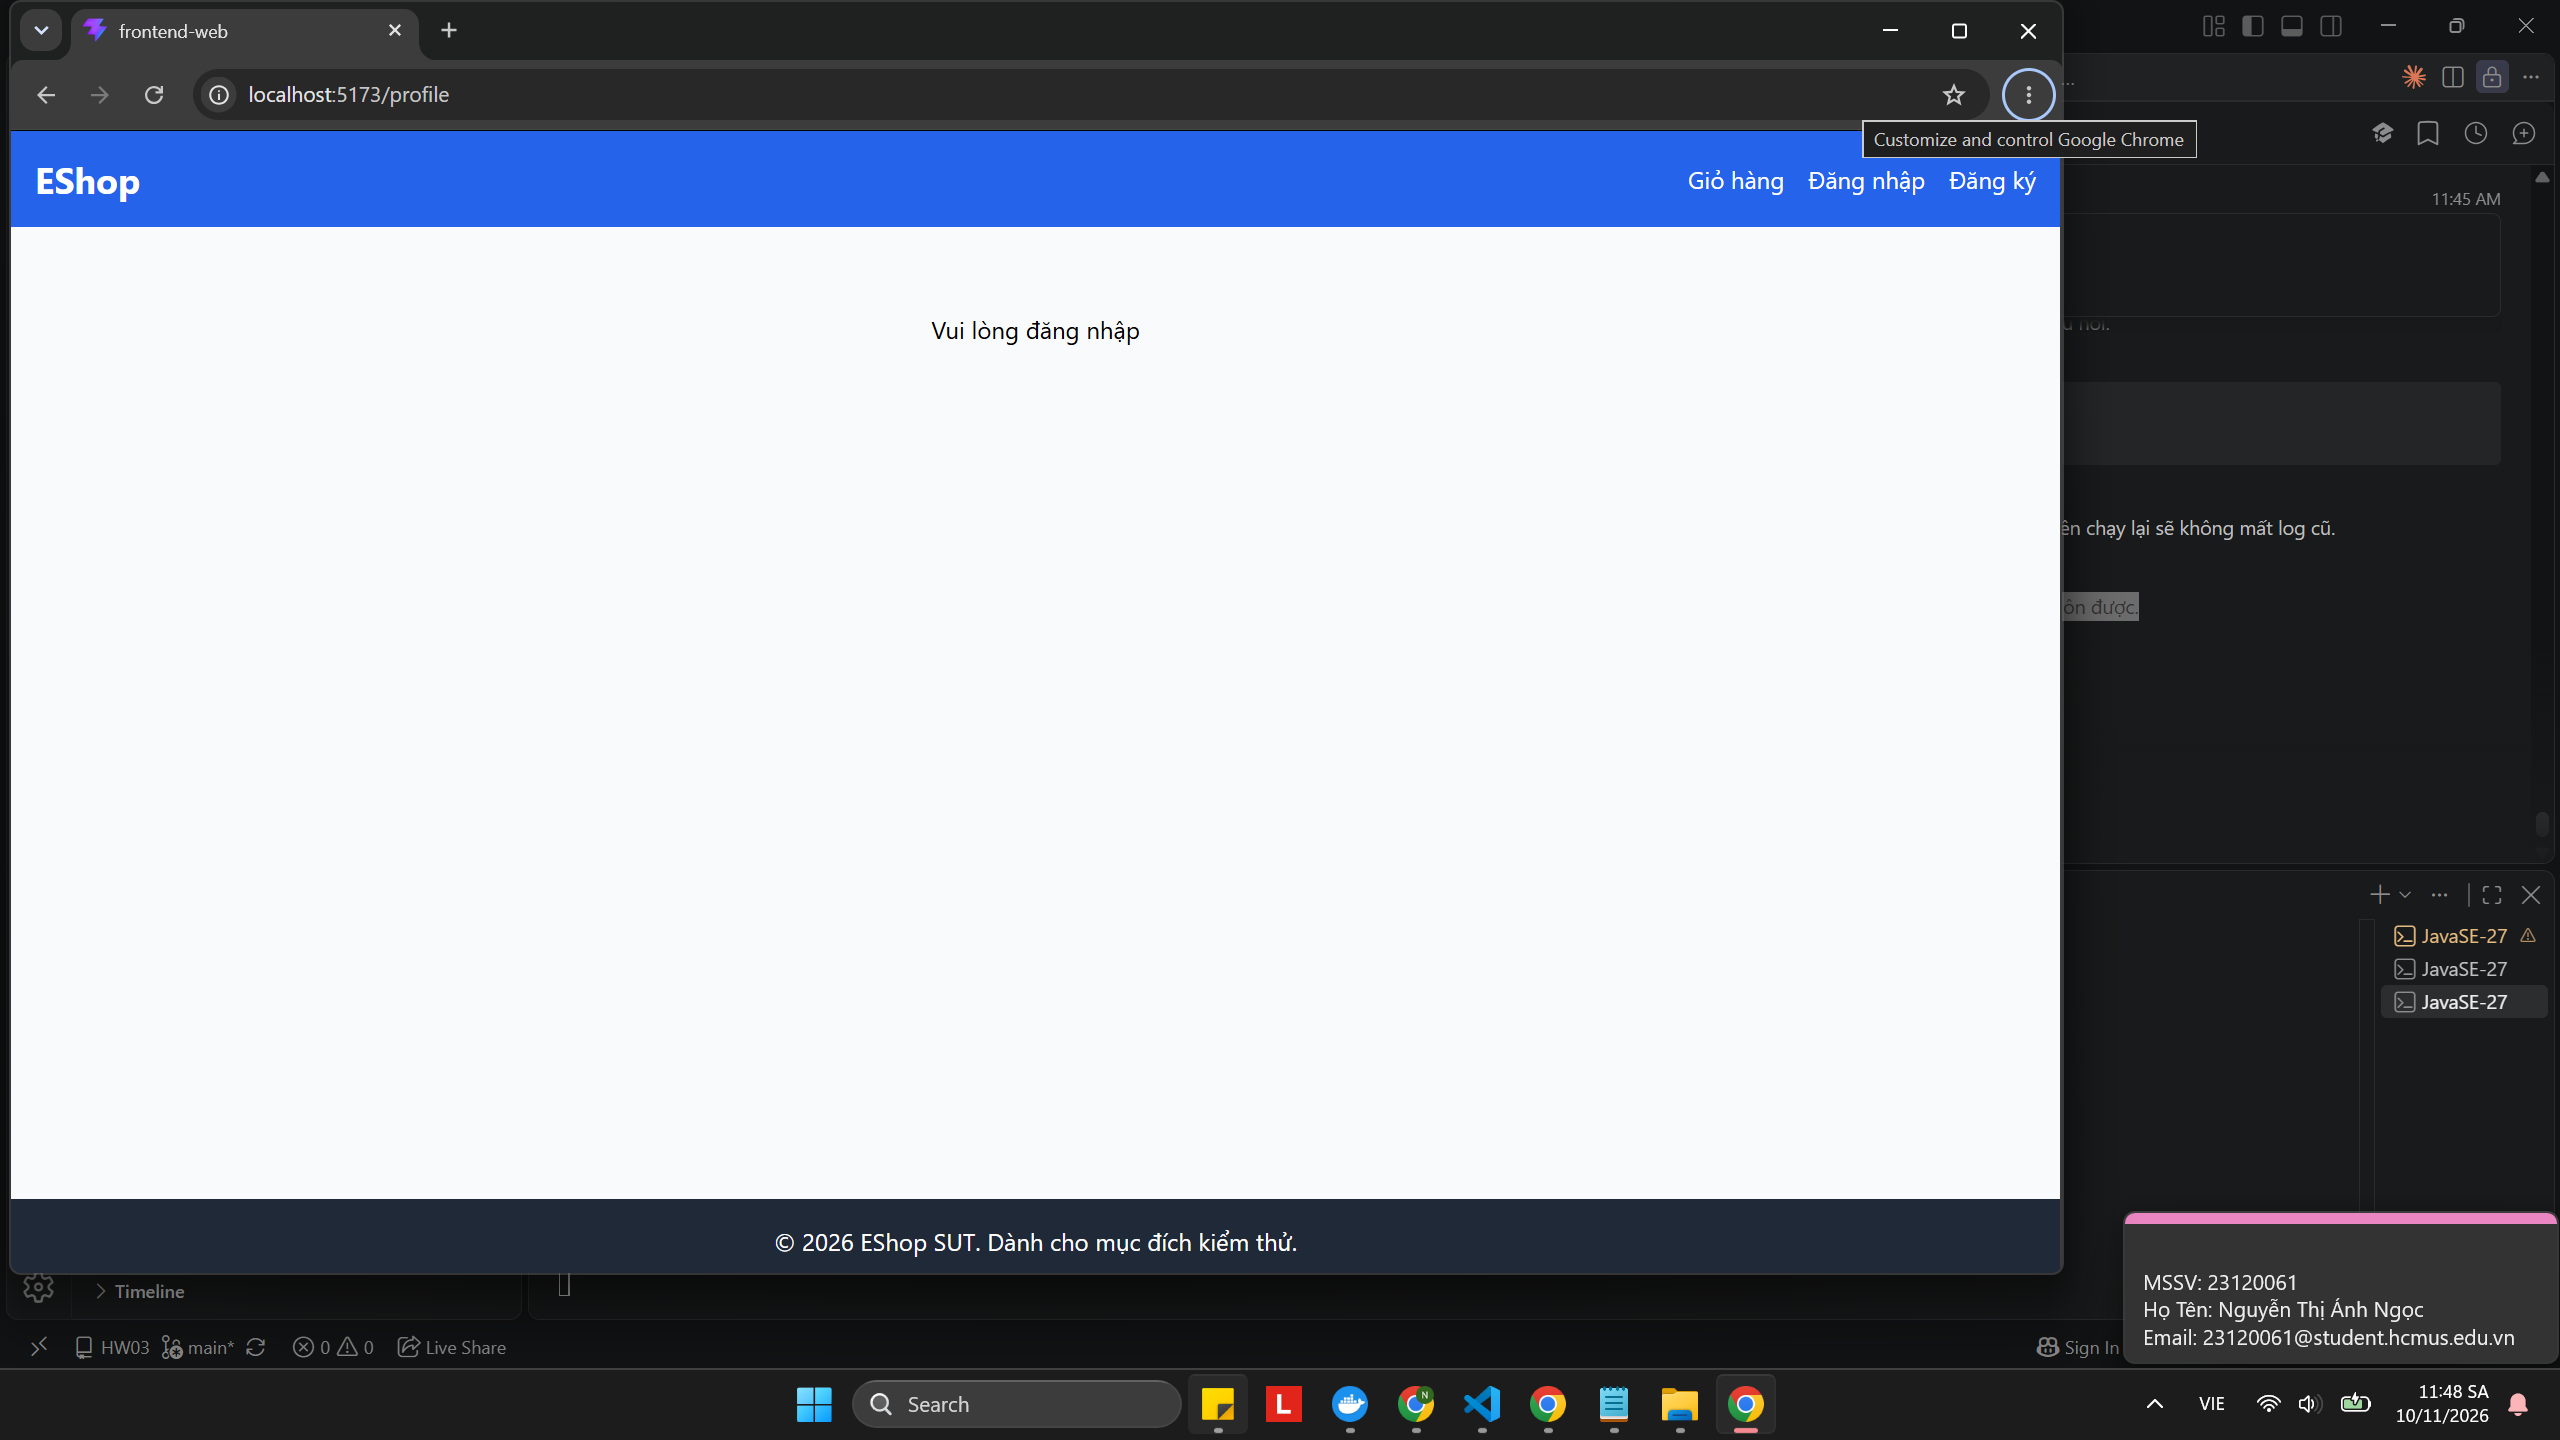 frontend-web
localhost:5173/profile
Customize and control Google Chrome
EShop
Giỏ hàng
Đăng nhập
Đăng ký
Vui lòng đăng nhập
© 2026 EShop SUT. Dành cho mục đích kiểm thử.
11:45 AM
ên chạy lại sẽ không mất log cũ.
ôn được.
JavaSE-27
JavaSE-27
JavaSE-27
Timeline
HW03
main*
0
0
Live Share
Sign In
MSSV: 23120061
Họ Tên: Nguyễn Thị Ánh Ngọc
Email: 23120061@student.hcmus.edu.vn
Search
L
N
VIE
11:48 SA
10/11/2026